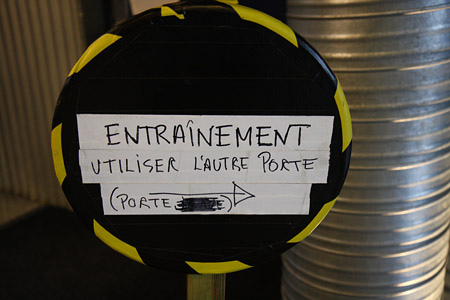 ENTRAÎNEMENT
UTILISER L'AUTRE PORTE
(PORTE )